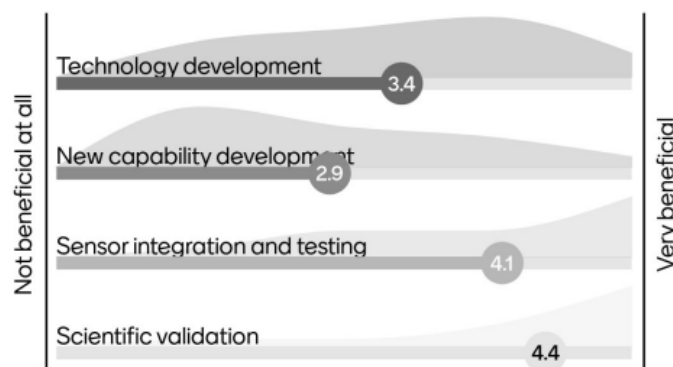 Not beneficial at all
Technology development
3.4
New capability development
2.9
Sensor integration and testing
4.1
Scientific validation
4.4
Very beneficial